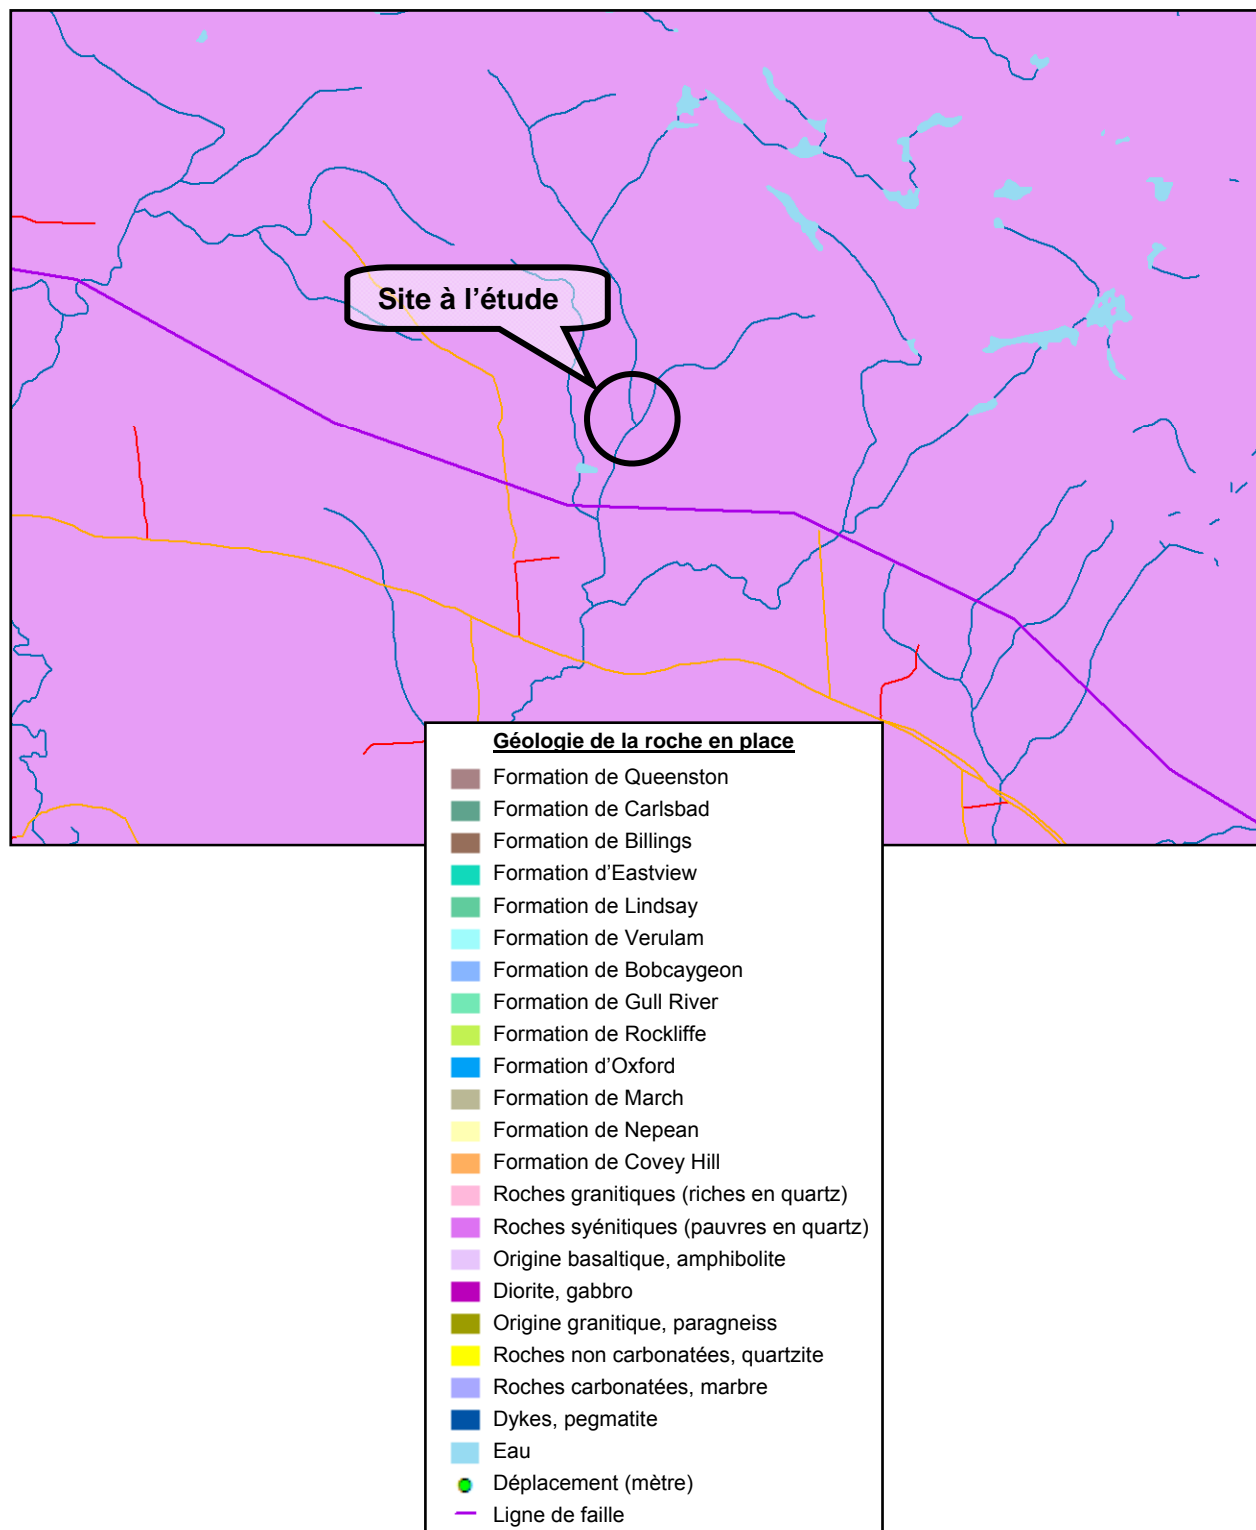 Site à l’étude
Géologie de la roche en place
Formation de Queenston
Formation de Carlsbad
Formation de Billings
Formation d’Eastview
Formation de Lindsay
Formation de Verulam
Formation de Bobcaygeon
Formation de Gull River
Formation de Rockliffe
Formation d’Oxford
Formation de March
Formation de Nepean
Formation de Covey Hill
Roches granitiques (riches en quartz)
Roches syénitiques (pauvres en quartz)
Origine basaltique, amphibolite
Diorite, gabbro
Origine granitique, paragneiss
Roches non carbonatées, quartzite
Roches carbonatées, marbre
Dykes, pegmatite
Eau
Déplacement (mètre)
Ligne de faille